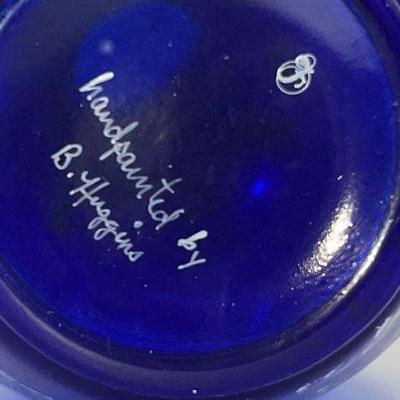 handpainted by
B. Huggins